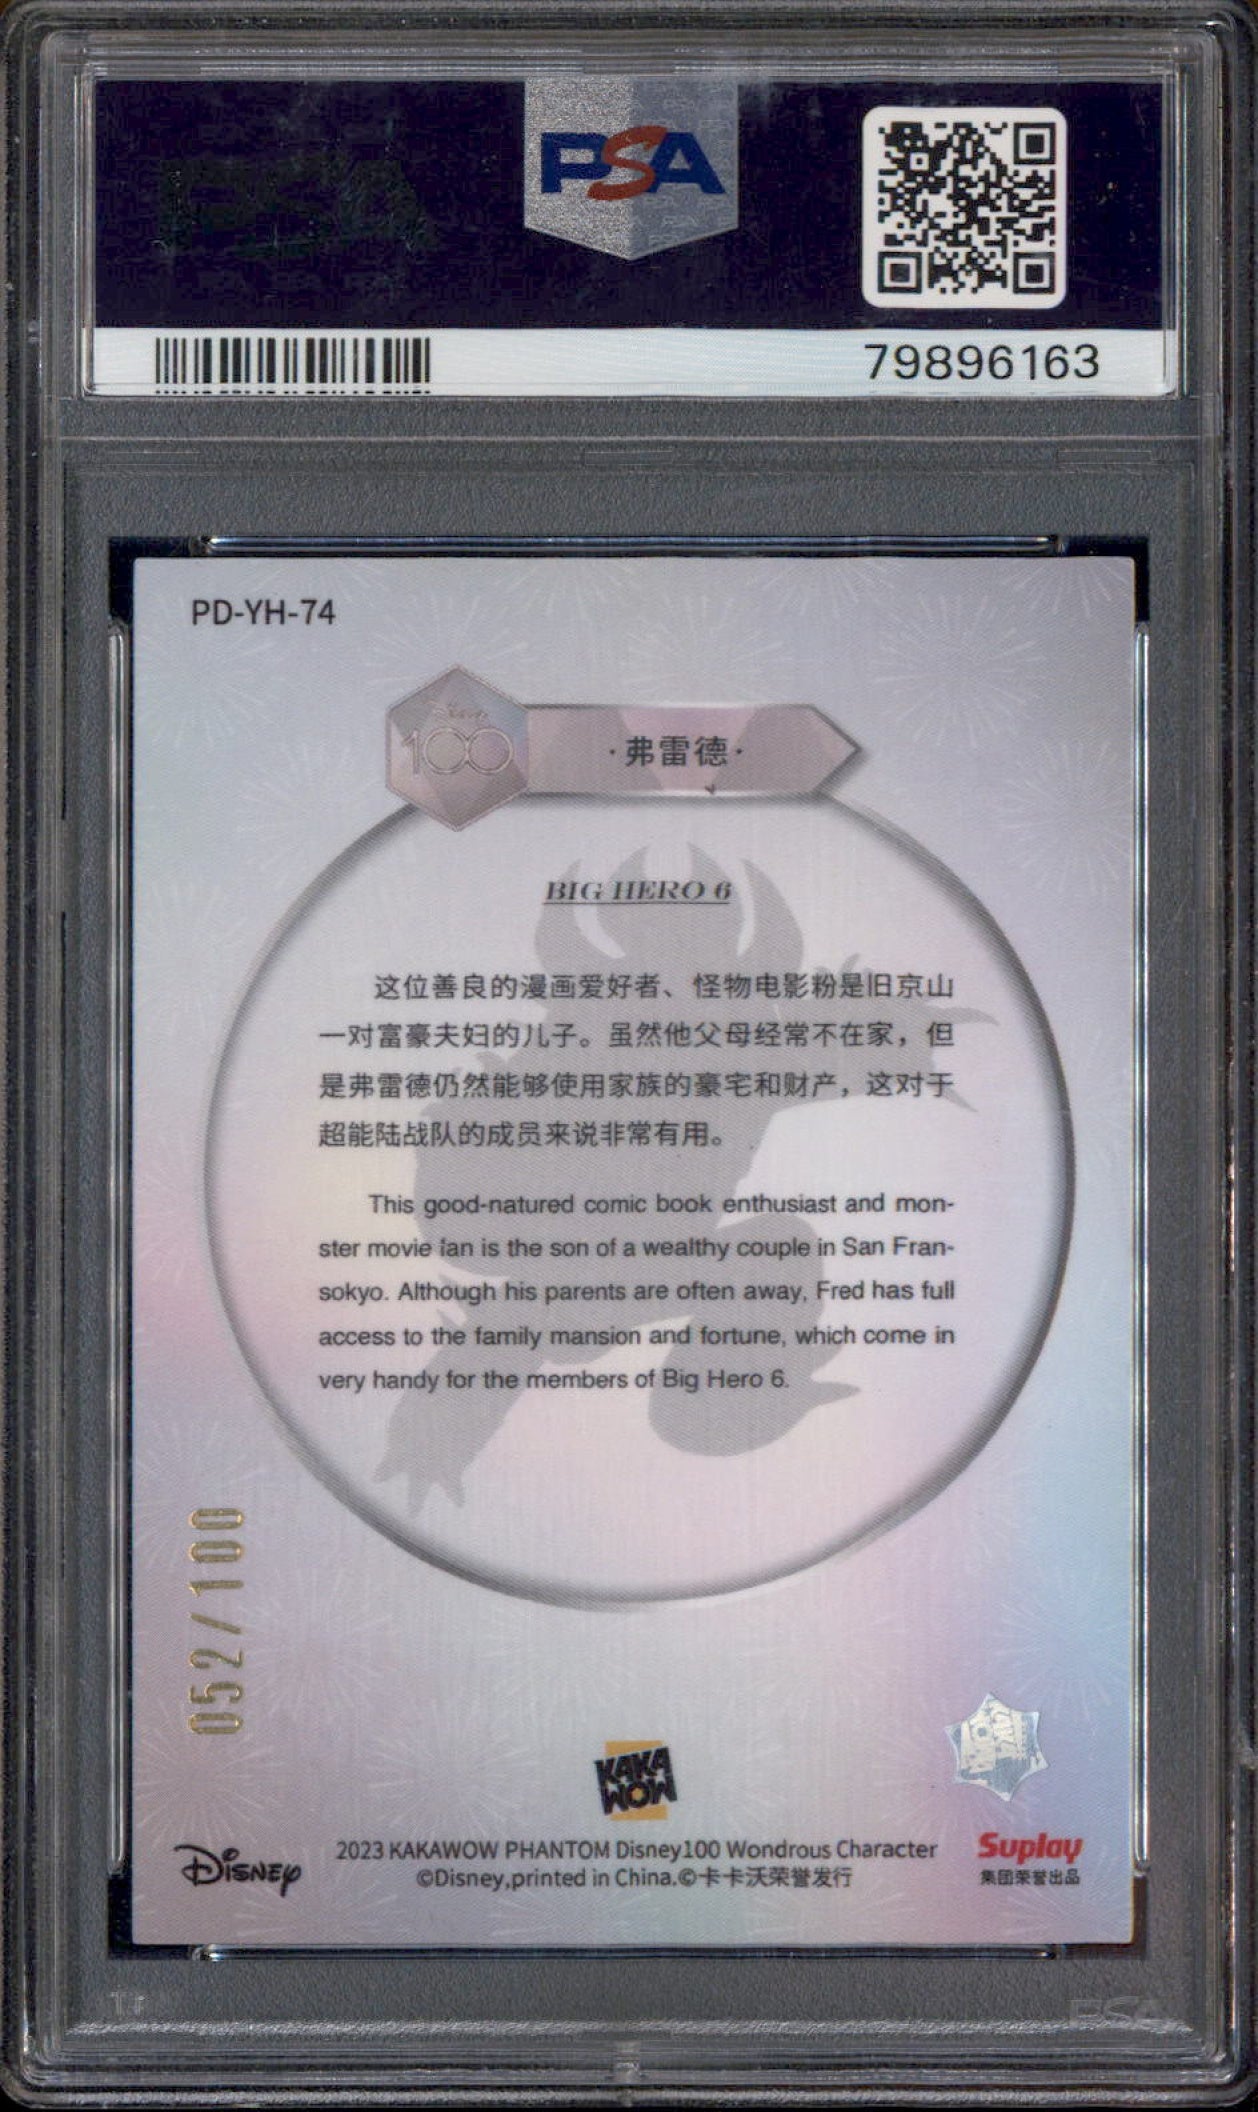 PSA
79896163
PD-YH-74
Disney
100
·弗雷德·
BIG HERO 6
这位善良的漫画爱好者、怪物电影粉是旧京山
一对富豪夫妇的儿子。虽然他父母经常不在家，但
是弗雷德仍然能够使用家族的豪宅和财产，这对于
超能陆战队的成员来说非常有用。
This good-natured comic book enthusiast and mon-
ster movie fan is the son of a wealthy couple in San Fran-
sokyo. Although his parents are often away, Fred has full
access to the family mansion and fortune, which come in
very handy for the members of Big Hero 6.
052/100
KAKA
WOW
Disney
2023 KAKAWOW PHANTOM Disney100 Wondrous Character
©Disney,printed in China.©卡卡沃荣誉发行
Suplay
集团荣誉出品
PSA